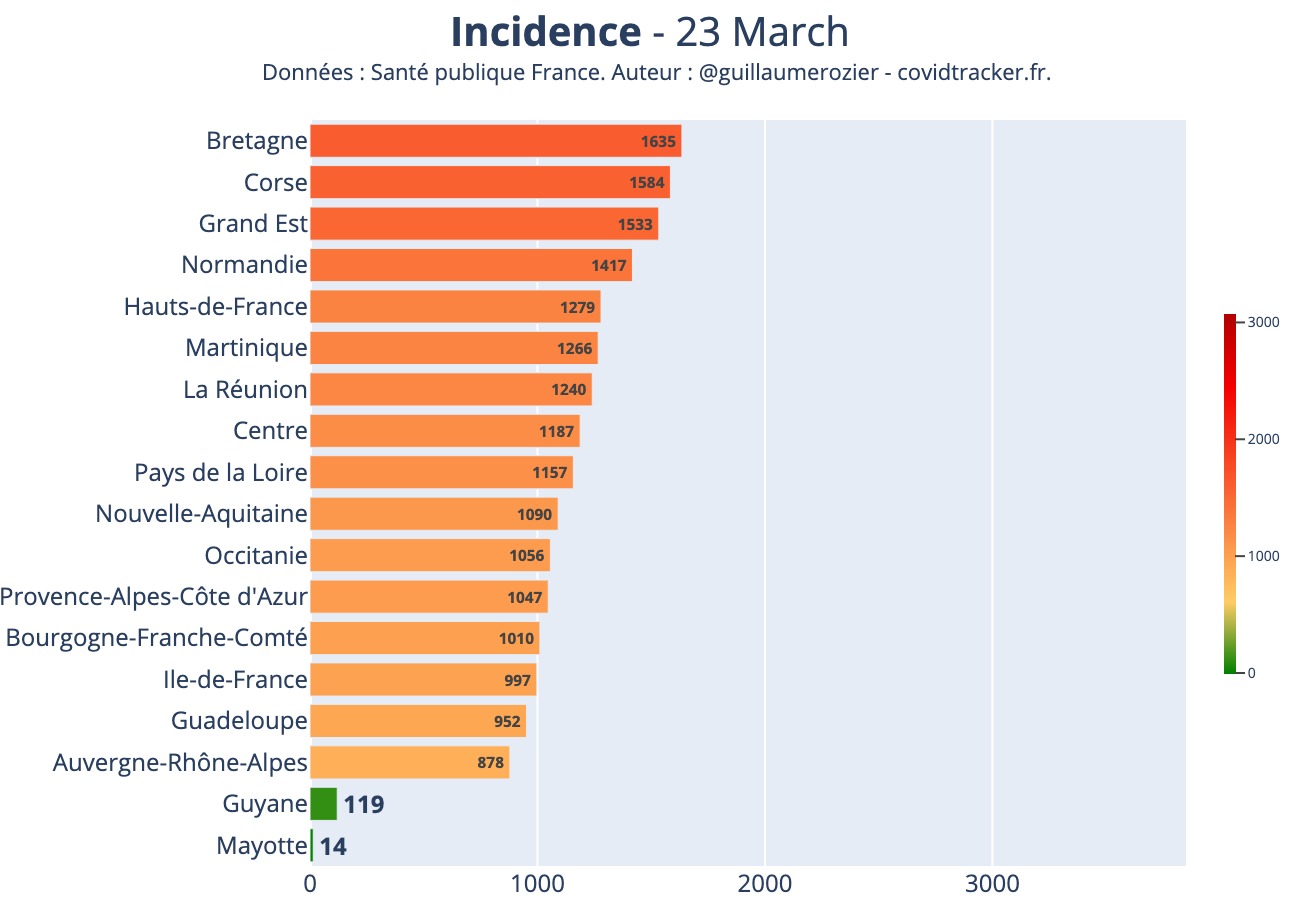 Incidence - 23 March
Données : Santé publique France. Auteur : @guillaumerozier - covidtracker.fr.
Bretagne 1635
Corse 1584
Grand Est 1533
Normandie 1417
Hauts-de-France 1279
Martinique 1266
La Réunion 1240
Centre 1187
Pays de la Loire 1157
Nouvelle-Aquitaine 1090
Occitanie 1056
Provence-Alpes-Côte d'Azur 1047
Bourgogne-Franche-Comté 1010
Ile-de-France 997
Guadeloupe 952
Auvergne-Rhône-Alpes 878
Guyane 119
Mayotte 14
0 1000 2000 3000
3000
2000
1000
0